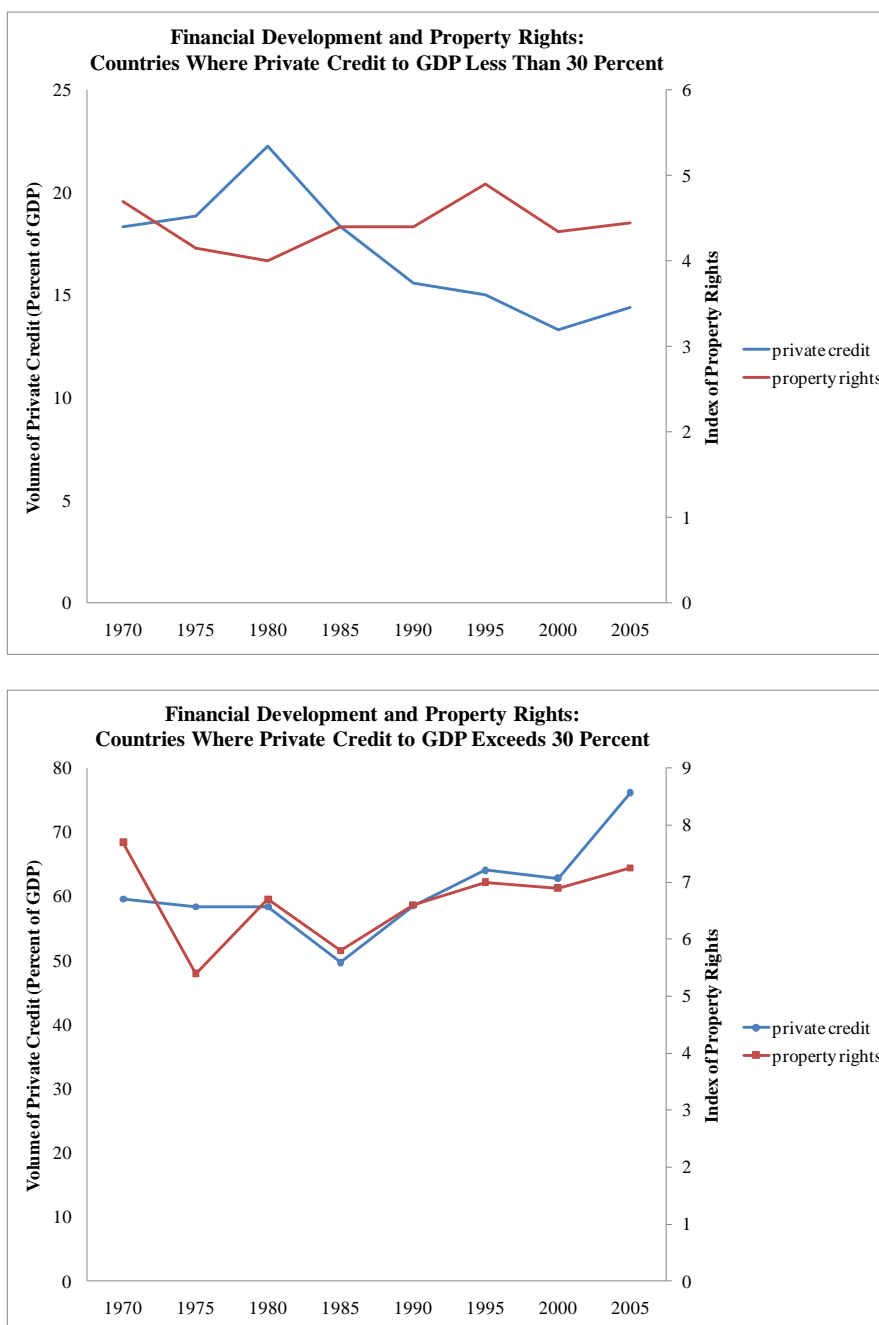 Financial Development and Property Rights:
Countries Where Private Credit to GDP Less Than 30 Percent
Volume of Private Credit (Percent of GDP)
25
20
15
10
5
0
6
5
4
3
2
1
0
Index of Property Rights
private credit
property rights
1970 1975 1980 1985 1990 1995 2000 2005
Financial Development and Property Rights:
Countries Where Private Credit to GDP Exceeds 30 Percent
Volume of Private Credit (Percent of GDP)
80
70
60
50
40
30
20
10
0
9
8
7
6
5
4
3
2
1
0
Index of Property Rights
private credit
property rights
1970 1975 1980 1985 1990 1995 2000 2005